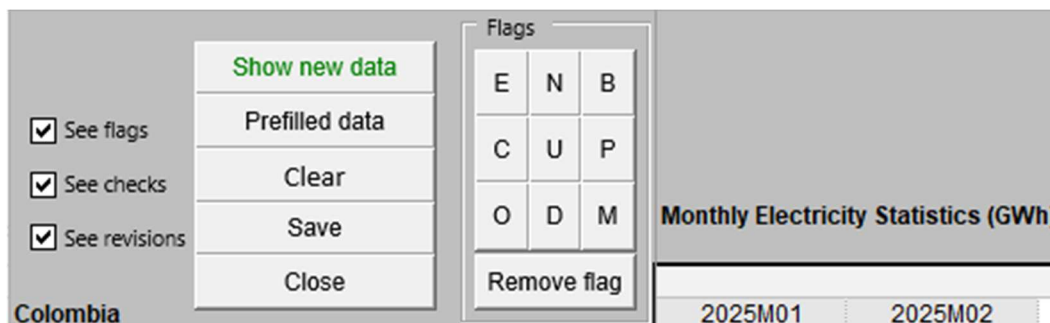 Flags
Show new data
Prefilled data
Clear
Save
Close
See flags
See checks
See revisions
E N B
C U P
O D M
Remove flag
Monthly Electricity Statistics (GWh
Colombia
2025M01 2025M02